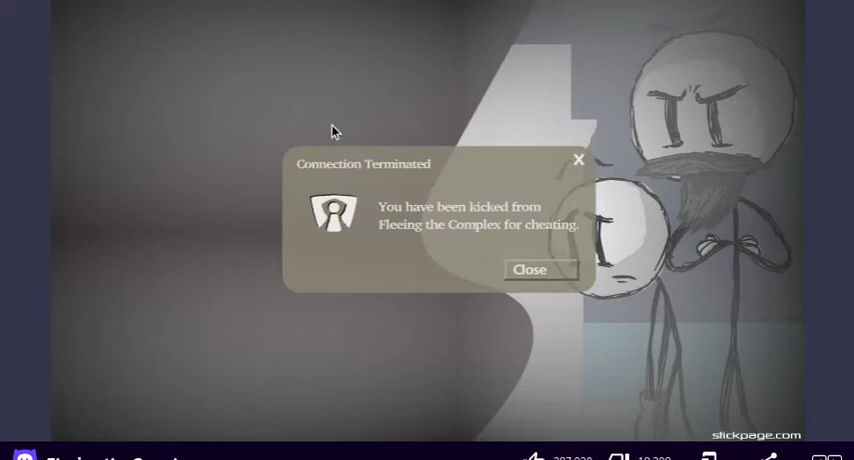 Connection Terminated
X
You have been kicked from
Fleeing the Complex for cheating.
Close
stickpage.com